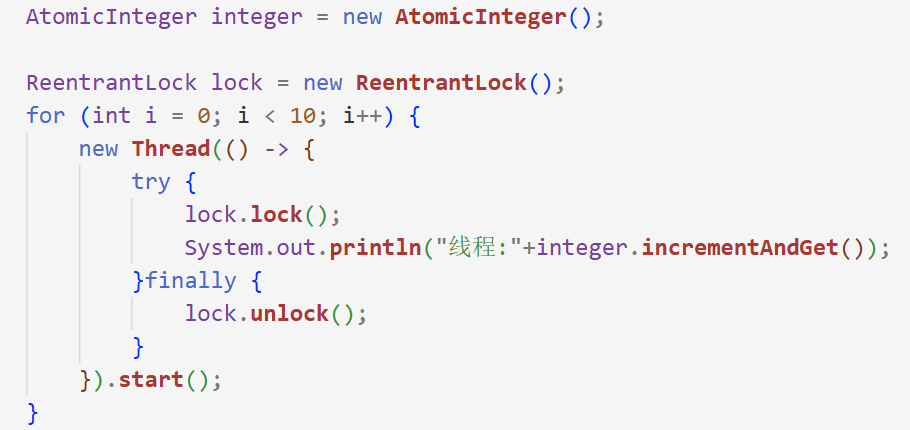 AtomicInteger integer = new AtomicInteger();
ReentrantLock lock = new ReentrantLock();
for (int i = 0; i < 10; i++) {
    new Thread(() -> {
        try {
            lock.lock();
            System.out.println("线程:"+integer.incrementAndGet());
        }finally {
            lock.unlock();
        }
    }).start();
}